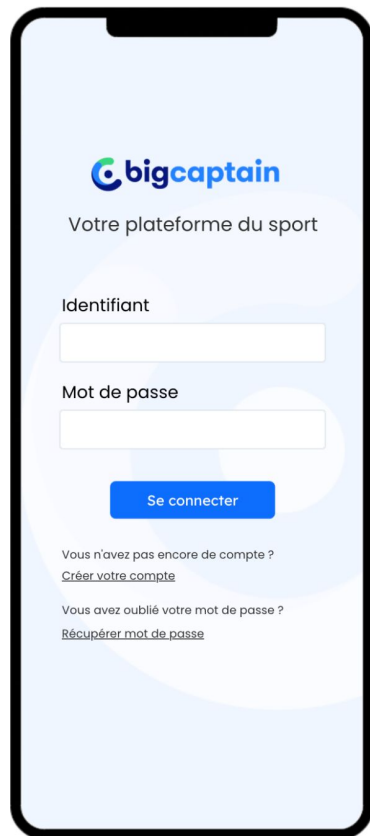 bigcaptain
Votre plateforme du sport
Identifiant
Mot de passe
Se connecter
Vous n'avez pas encore de compte ?
Créer votre compte
Vous avez oublié votre mot de passe ?
Récupérer mot de passe